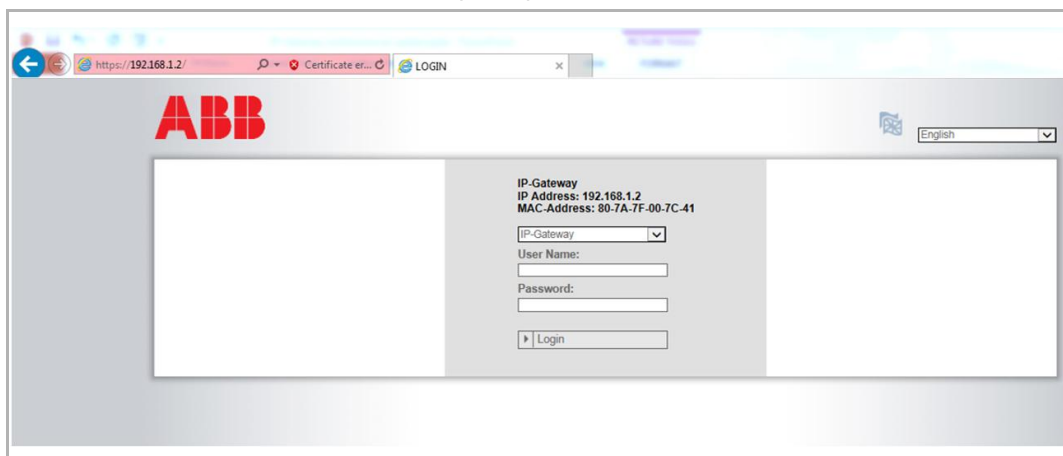 https://192.168.1.2/
Certificate er...
LOGIN
ABB
English
IP-Gateway
IP Address: 192.168.1.2
MAC-Address: 80-7A-7F-00-7C-41
IP-Gateway
User Name:
Password:
Login